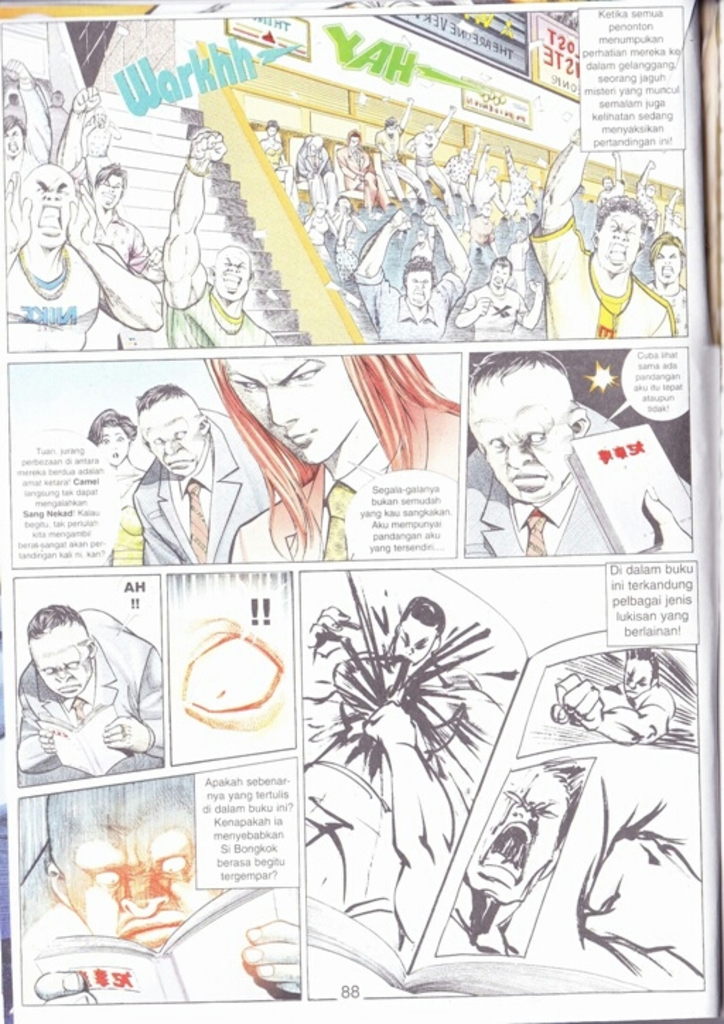 Warkhh
YAH
THEAREUNEVERY
Ketika semua
penonton
menumpukan
perhatian mereka ke
dalam gelanggang,
seorang jaguh
misteri yang muncul
semalam juga
kelihatan sedang
menyaksikan
pertandingan ini!
Tuan, jurang
perbezaan di antara
mereka berdua adalah
amat ketara! Camel
langsung tak dapat
mengalahkan
Sang Nekad! Kalau
begitu, tak perlulah
kita mengambil
berat sangat akan per-
tandingan kali ni, kan?
Segala-galanya
bukan semudah
yang kau sangkakan.
Aku mempunyai
pandangan aku
yang tersendiri...
Cuba lihat
sama ada
pandangan
aku itu tepat
ataupun
tidak!
AH
!!
!!
Di dalam buku
ini terkandung
pelbagai jenis
lukisan yang
berlainan!
Apakah sebenar-
nya yang tertulis
di dalam buku ini?
Kenapakah ia
menyebabkan
Si Bongkok
berasa begitu
tergempar?
88